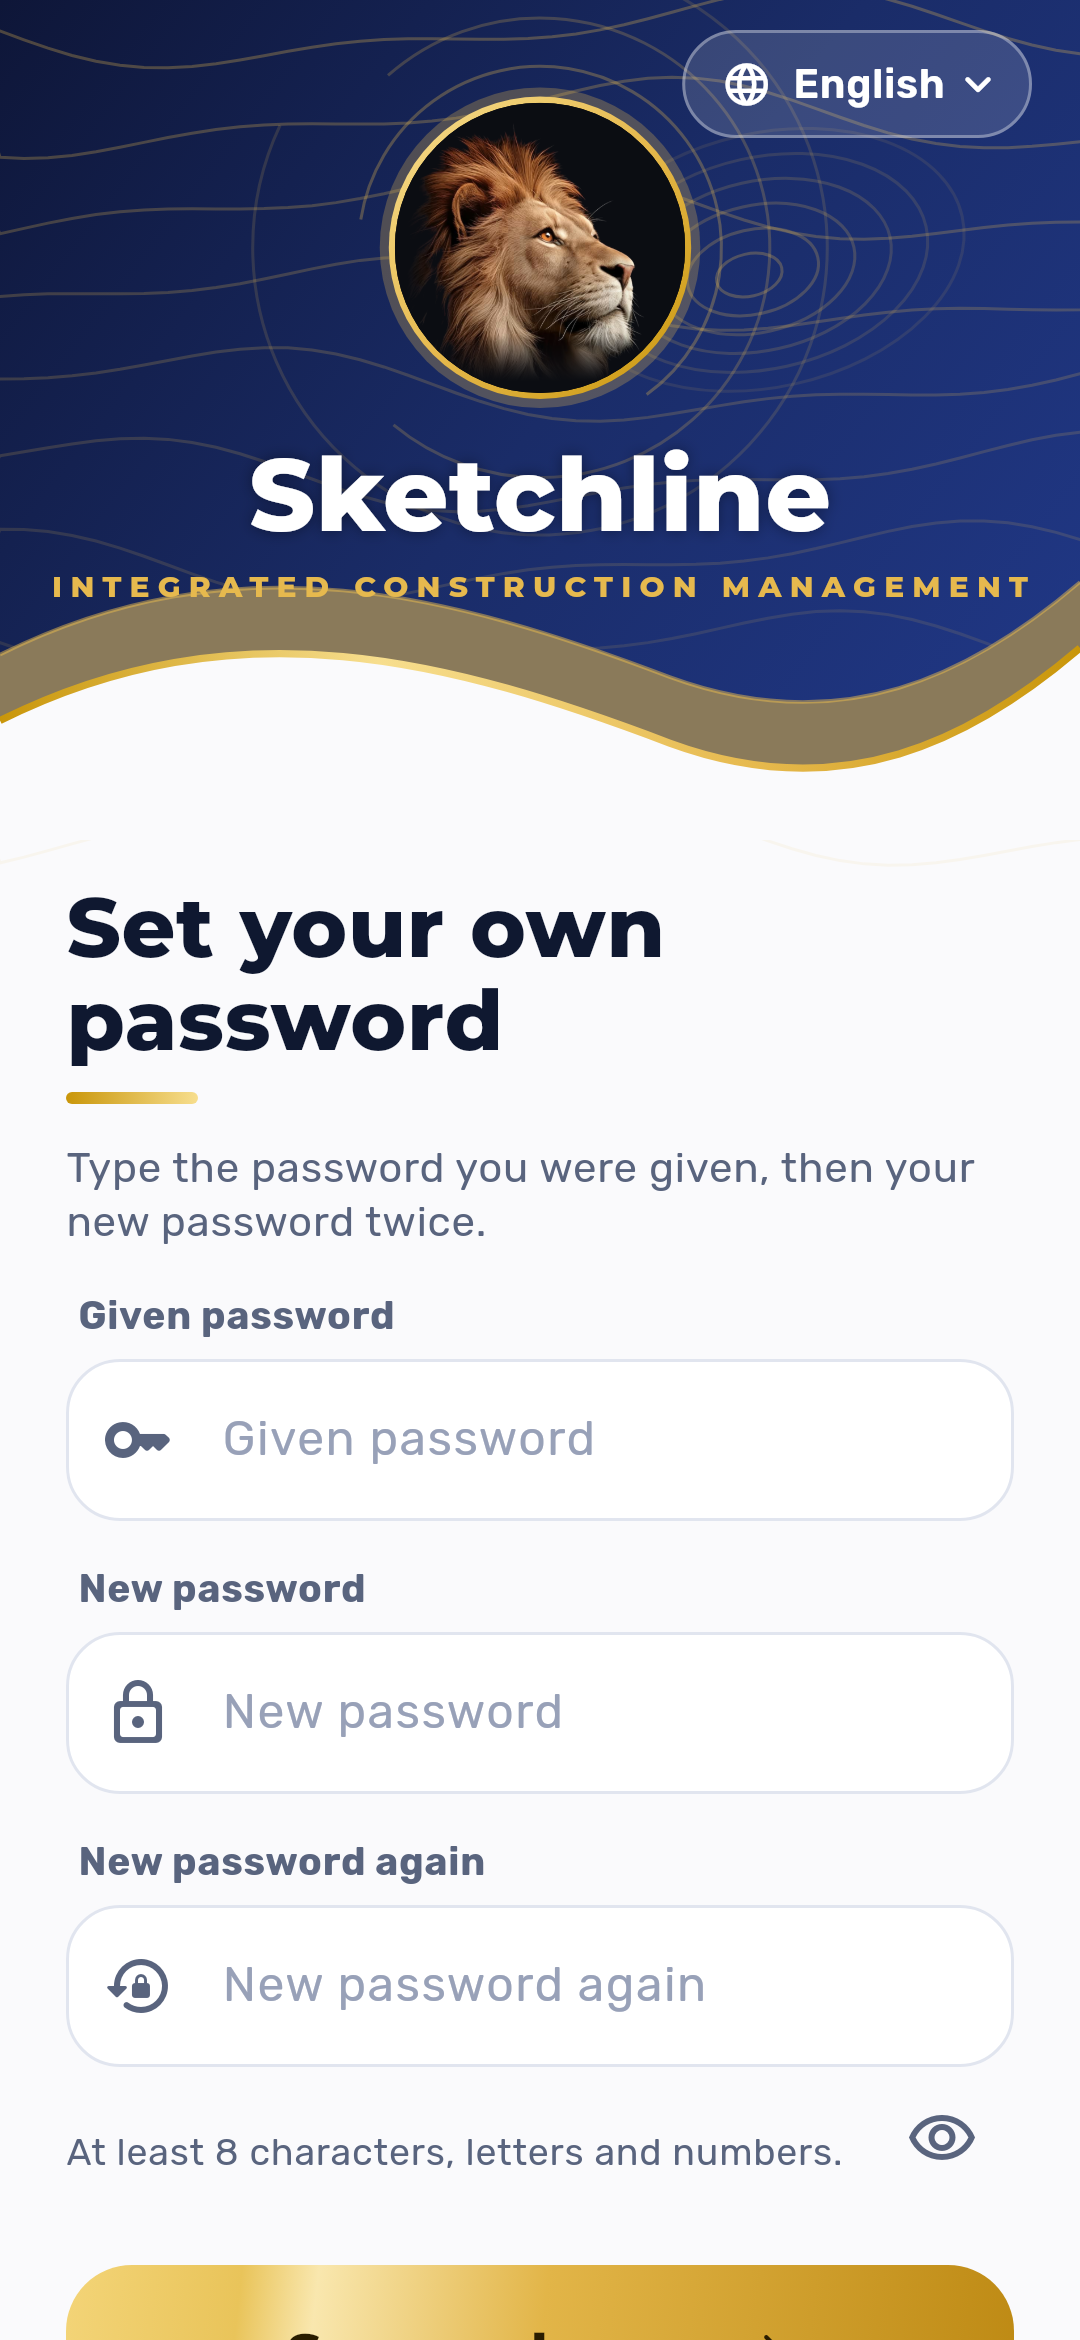 English
Sketchline
INTEGRATED CONSTRUCTION MANAGEMENT
Set your own
password
Type the password you were given, then your
new password twice.
Given password
Given password
New password
New password
New password again
New password again
At least 8 characters, letters and numbers.